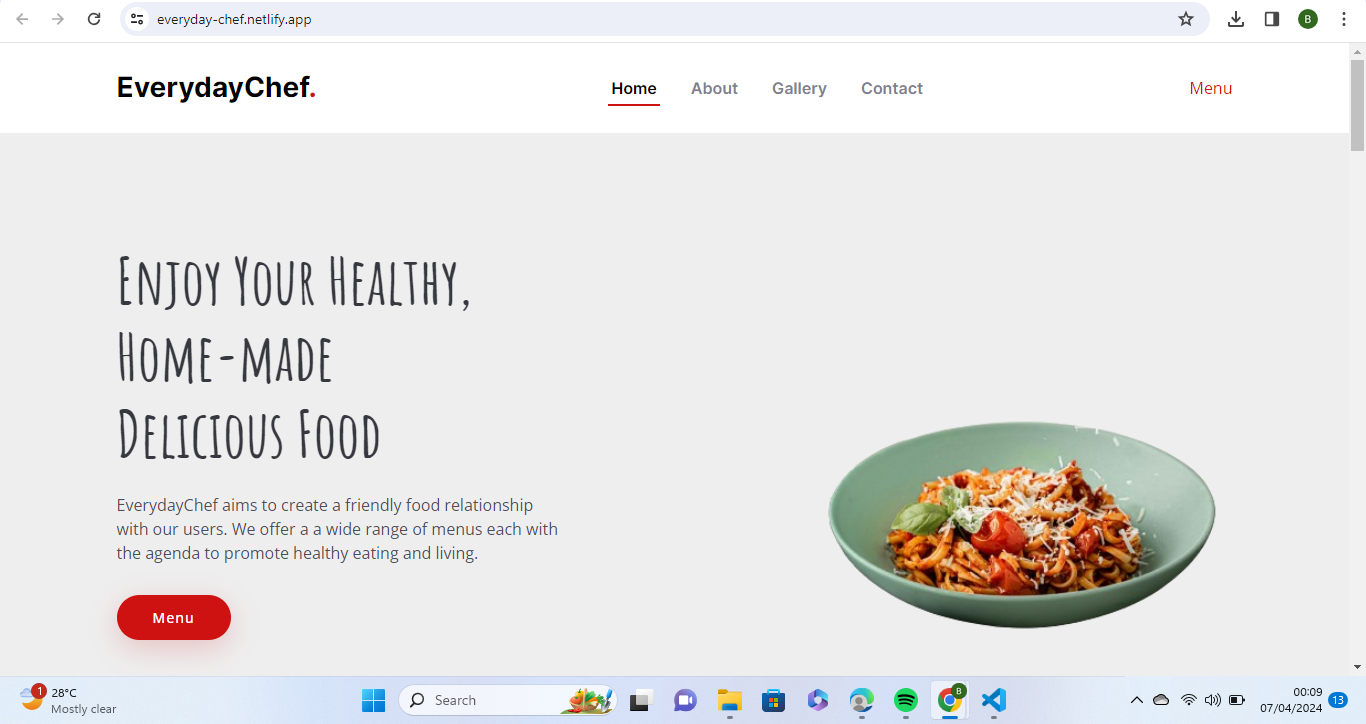 everyday-chef.netlify.app
B
EverydayChef.
Home
About
Gallery
Contact
Menu
Enjoy Your Healthy,
Home-made
Delicious Food
EverydayChef aims to create a friendly food relationship
with our users. We offer a a wide range of menus each with
the agenda to promote healthy eating and living.
Menu
1
28°C
Mostly clear
Search
B
00:09
07/04/2024
13